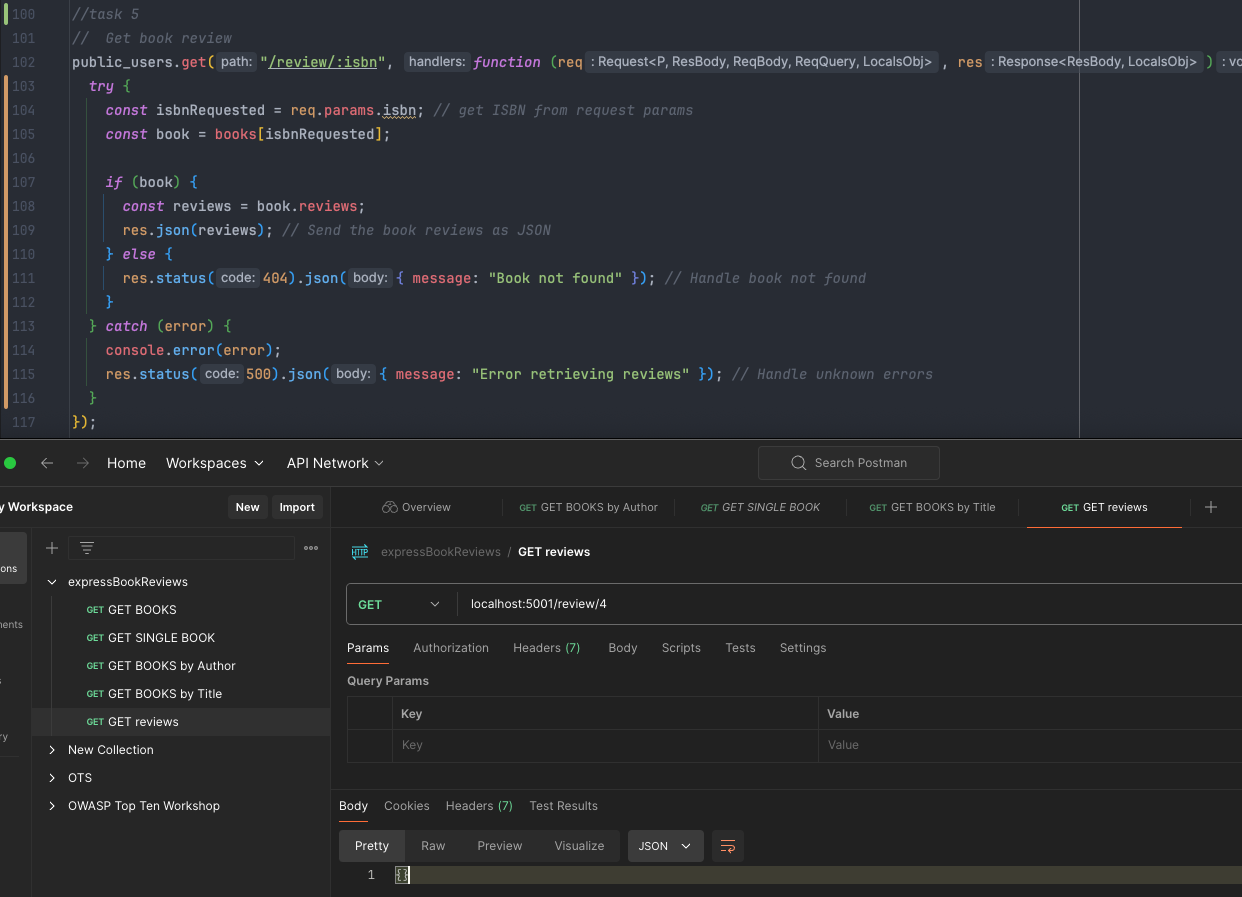 100 //task 5
101 //  Get book review
102 public_users.get( path: "/review/:isbn", handlers: function (req : Request<P, ResBody, ReqBody, ReqQuery, LocalsObj> , res : Response<ResBody, LocalsObj> ) : vo
103 try {
104 const isbnRequested = req.params.isbn; // get ISBN from request params
105 const book = books[isbnRequested];
106
107 if (book) {
108 const reviews = book.reviews;
109 res.json(reviews); // Send the book reviews as JSON
110 } else {
111 res.status( code: 404).json( body: { message: "Book not found" }); // Handle book not found
112 }
113 } catch (error) {
114 console.error(error);
115 res.status( code: 500).json( body: { message: "Error retrieving reviews" }); // Handle unknown errors
116 }
117 });
Home Workspaces API Network Search Postman
y Workspace New Import
Overview GET GET BOOKS by Author GET GET SINGLE BOOK GET GET BOOKS by Title GET GET reviews
ons
ments
s
ry
expressBookReviews
GET GET BOOKS
GET GET SINGLE BOOK
GET GET BOOKS by Author
GET GET BOOKS by Title
GET GET reviews
New Collection
OTS
OWASP Top Ten Workshop
HTTP expressBookReviews / GET reviews
GET localhost:5001/review/4
Params Authorization Headers (7) Body Scripts Tests Settings
Query Params
Key Value
Key Value
Body Cookies Headers (7) Test Results
Pretty Raw Preview Visualize JSON
1 {}